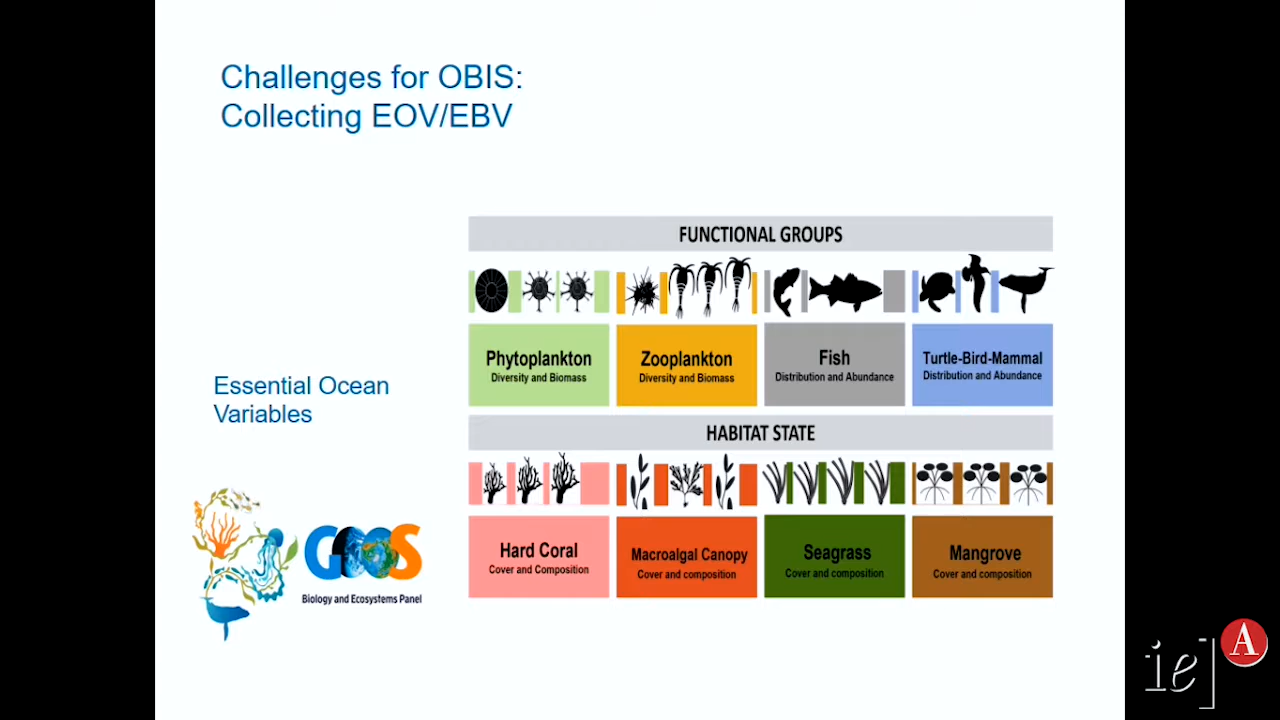 Challenges for OBIS:
Collecting EOV/EBV
FUNCTIONAL GROUPS
Phytoplankton
Diversity and Biomass
Zooplankton
Diversity and Biomass
Fish
Distribution and Abundance
Turtle-Bird-Mammal
Distribution and Abundance
Essential Ocean
Variables
HABITAT STATE
Hard Coral
Cover and Composition
Macroalgal Canopy
Cover and composition
Seagrass
Cover and composition
Mangrove
Cover and composition
GOOS
Biology and Ecosystems Panel
ie]
A